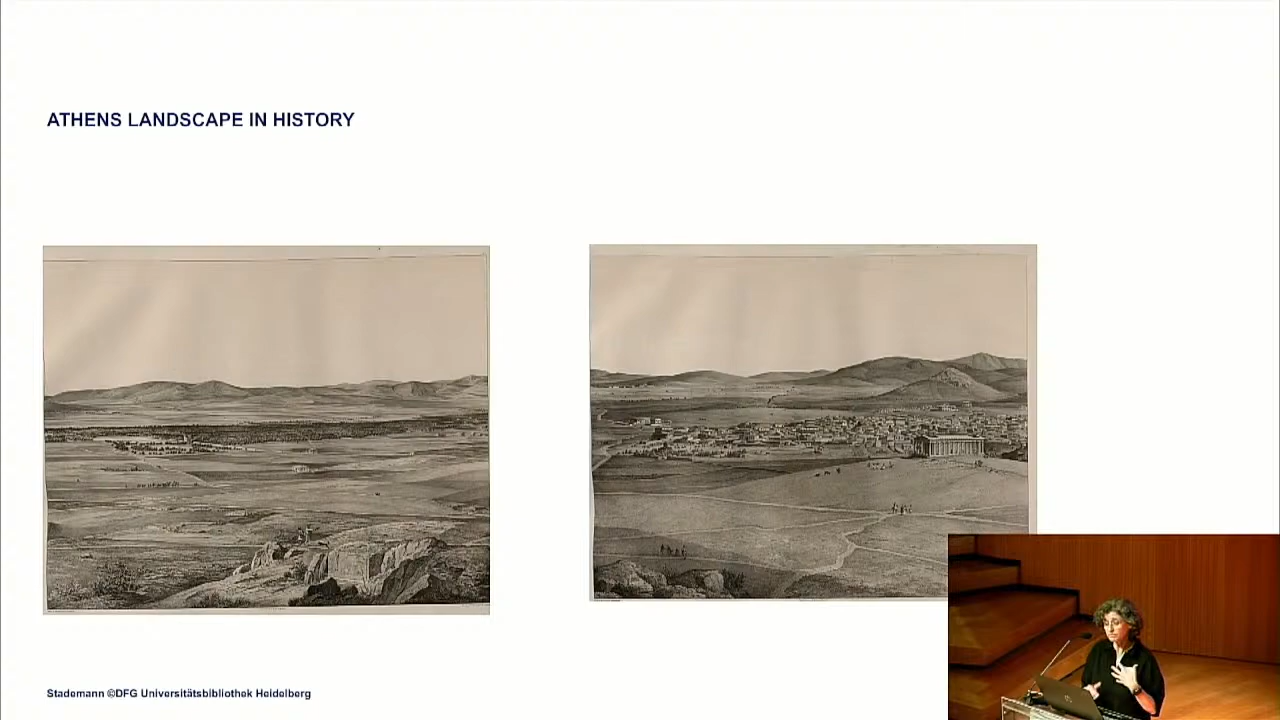 ATHENS LANDSCAPE IN HISTORY
Stademann ©DFG Universitätsbibliothek Heidelberg